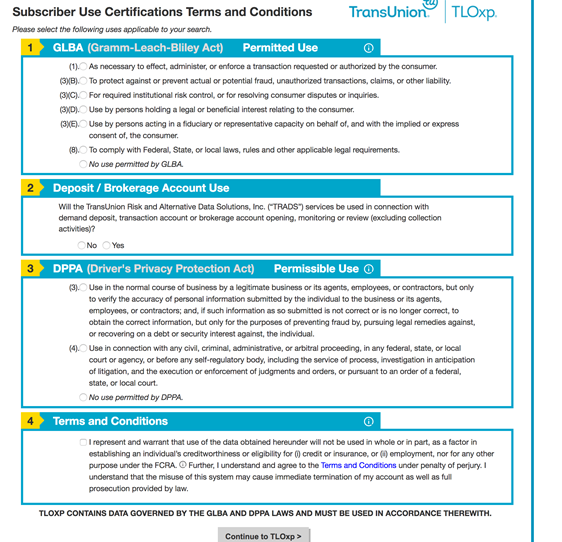 Subscriber Use Certifications Terms and Conditions
TransUnion. tu TLOxp.
Please select the following uses applicable to your search.
1 GLBA (Gramm-Leach-Bliley Act) Permitted Use
(1). As necessary to effect, administer, or enforce a transaction requested or authorized by the consumer.
(3)(B). To protect against or prevent actual or potential fraud, unauthorized transactions, claims, or other liability.
(3)(C). For required institutional risk control, or for resolving consumer disputes or inquiries.
(3)(D). Use by persons holding a legal or beneficial interest relating to the consumer.
(3)(E). Use by persons acting in a fiduciary or representative capacity on behalf of, and with the implied or express
consent of, the consumer.
(8). To comply with Federal, State, or local laws, rules and other applicable legal requirements.
No use permitted by GLBA.
2 Deposit / Brokerage Account Use
Will the TransUnion Risk and Alternative Data Solutions, Inc. ("TRADS") services be used in connection with
demand deposit, transaction account or brokerage account opening, monitoring or review (excluding collection
activities)?
No Yes
3 DPPA (Driver's Privacy Protection Act) Permissible Use
(3). Use in the normal course of business by a legitimate business or its agents, employees, or contractors, but only
to verify the accuracy of personal information submitted by the individual to the business or its agents,
employees, or contractors; and, if such information as so submitted is not correct or is no longer correct, to
obtain the correct information, but only for the purposes of preventing fraud by, pursuing legal remedies against,
or recovering on a debt or security interest against, the individual.
(4). Use in connection with any civil, criminal, administrative, or arbitral proceeding, in any federal, state, or local
court or agency, or before any self-regulatory body, including the service of process, investigation in anticipation
of litigation, and the execution or enforcement of judgments and orders, or pursuant to an order of a federal,
state, or local court.
No use permitted by DPPA.
4 Terms and Conditions
I represent and warrant that use of the data obtained hereunder will not be used in whole or in part, as a factor in
establishing an individual's creditworthiness or eligibility for (i) credit or insurance, or (ii) employment, nor for any other
purpose under the FCRA. Further, I understand and agree to the Terms and Conditions under penalty of perjury. I
understand that the misuse of this system may cause immediate termination of my account as well as full
prosecution provided by law.
TLOXP CONTAINS DATA GOVERNED BY THE GLBA AND DPPA LAWS AND MUST BE USED IN ACCORDANCE THEREWITH.
Continue to TLOxp >